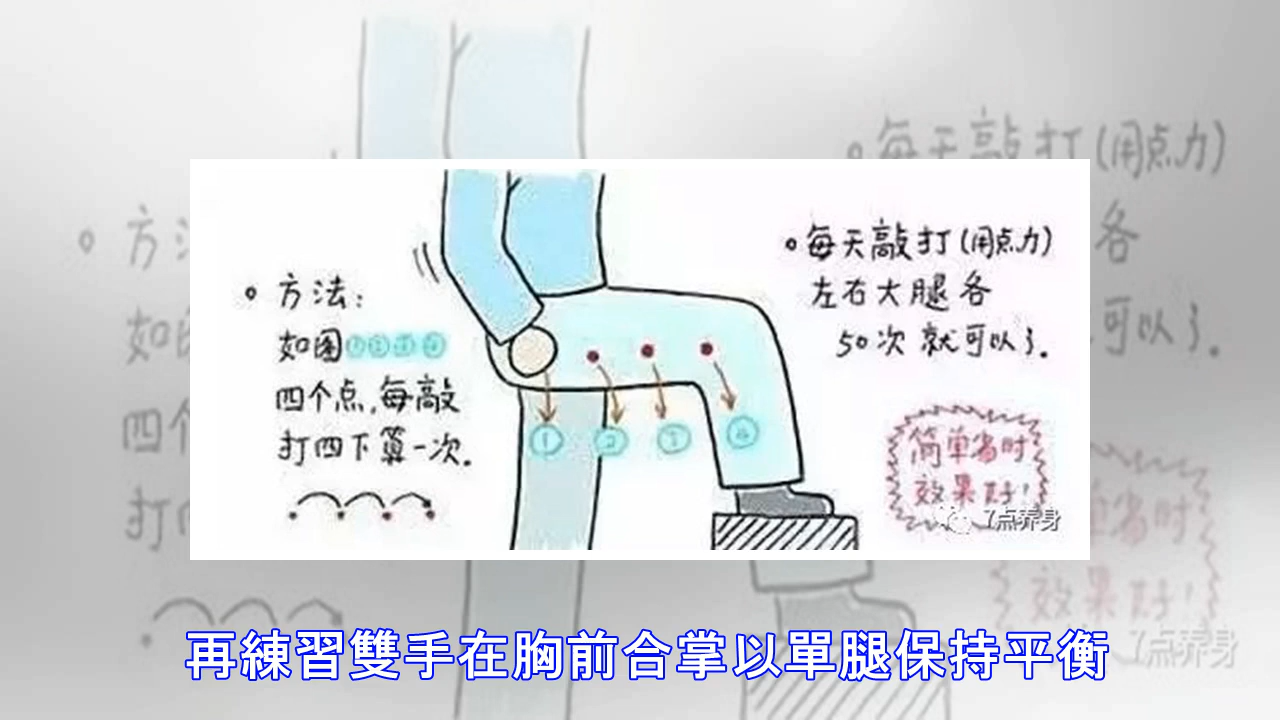 方法：
如图①②③④
四个点，每敲
打四下算一次。
①
②
③
④
每天敲打（用点力）
左右大腿各
50次就可以了。
简单省时
效果好！
7点养身
再練習雙手在胸前合掌以單腿保持平衡